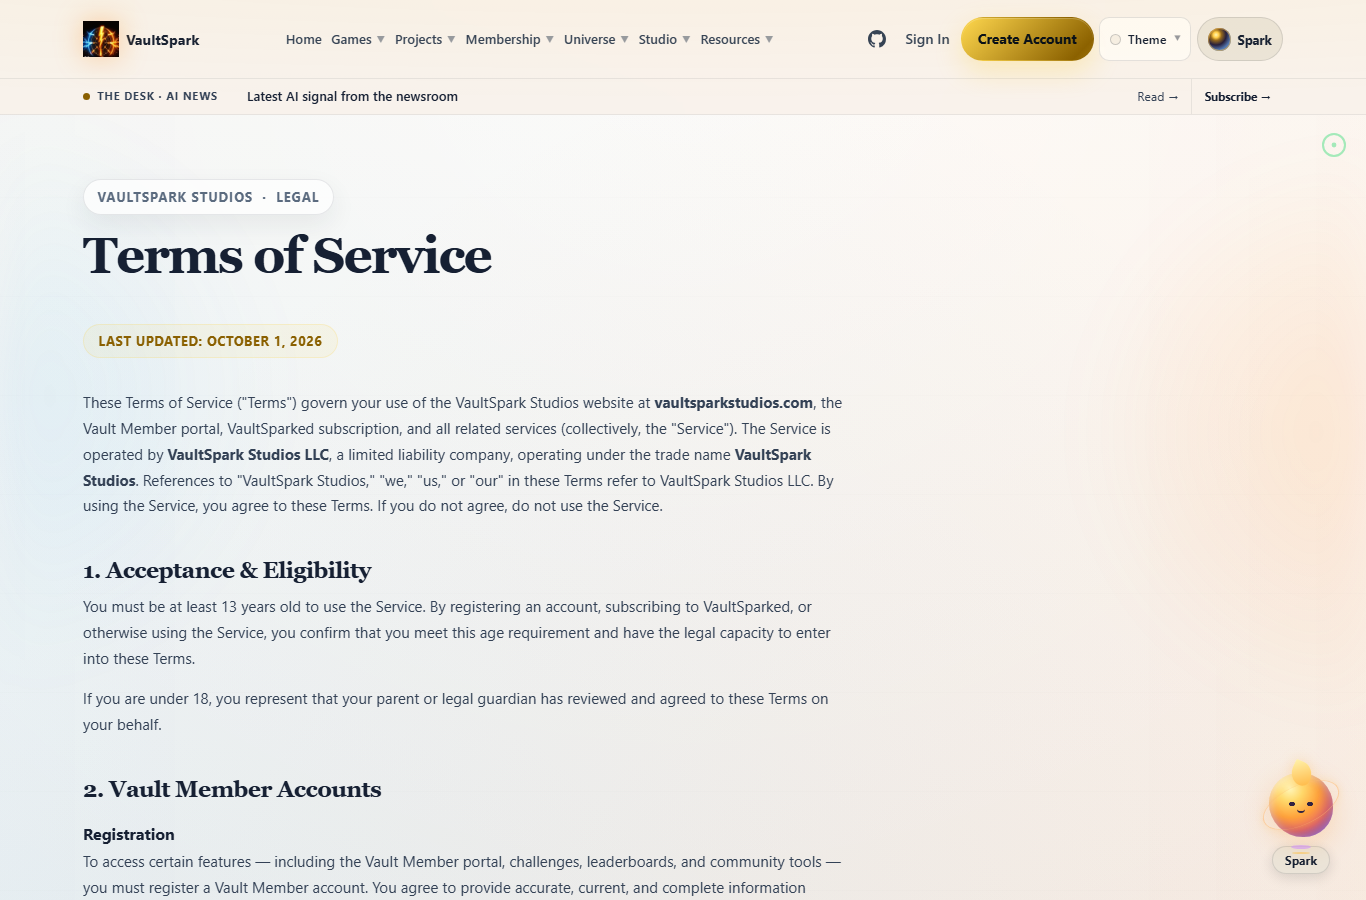 VaultSpark
Home
Games
Projects
Membership
Universe
Studio
Resources
Sign In
Create Account
Theme
Spark
THE DESK · AI NEWS
Latest AI signal from the newsroom
Read →
Subscribe →
VAULTSPARK STUDIOS · LEGAL
Terms of Service
LAST UPDATED: OCTOBER 1, 2026
These Terms of Service ("Terms") govern your use of the VaultSpark Studios website at vaultsparkstudios.com, the
Vault Member portal, VaultSparked subscription, and all related services (collectively, the "Service"). The Service is
operated by VaultSpark Studios LLC, a limited liability company, operating under the trade name VaultSpark
Studios. References to "VaultSpark Studios," "we," "us," or "our" in these Terms refer to VaultSpark Studios LLC. By
using the Service, you agree to these Terms. If you do not agree, do not use the Service.
1. Acceptance & Eligibility
You must be at least 13 years old to use the Service. By registering an account, subscribing to VaultSparked, or
otherwise using the Service, you confirm that you meet this age requirement and have the legal capacity to enter
into these Terms.
If you are under 18, you represent that your parent or legal guardian has reviewed and agreed to these Terms on
your behalf.
2. Vault Member Accounts
Registration
To access certain features — including the Vault Member portal, challenges, leaderboards, and community tools —
you must register a Vault Member account. You agree to provide accurate, current, and complete information
Spark